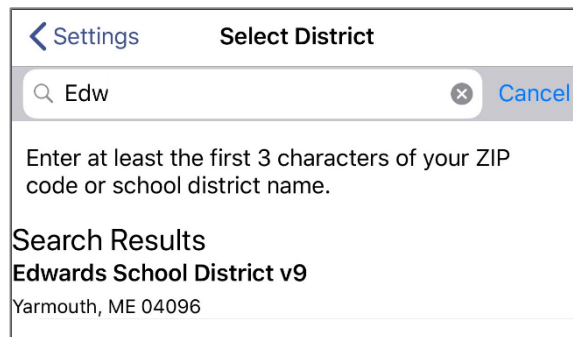 Settings Select District
Edw Cancel
Enter at least the first 3 characters of your ZIP
code or school district name.
Search Results
Edwards School District v9
Yarmouth, ME 04096